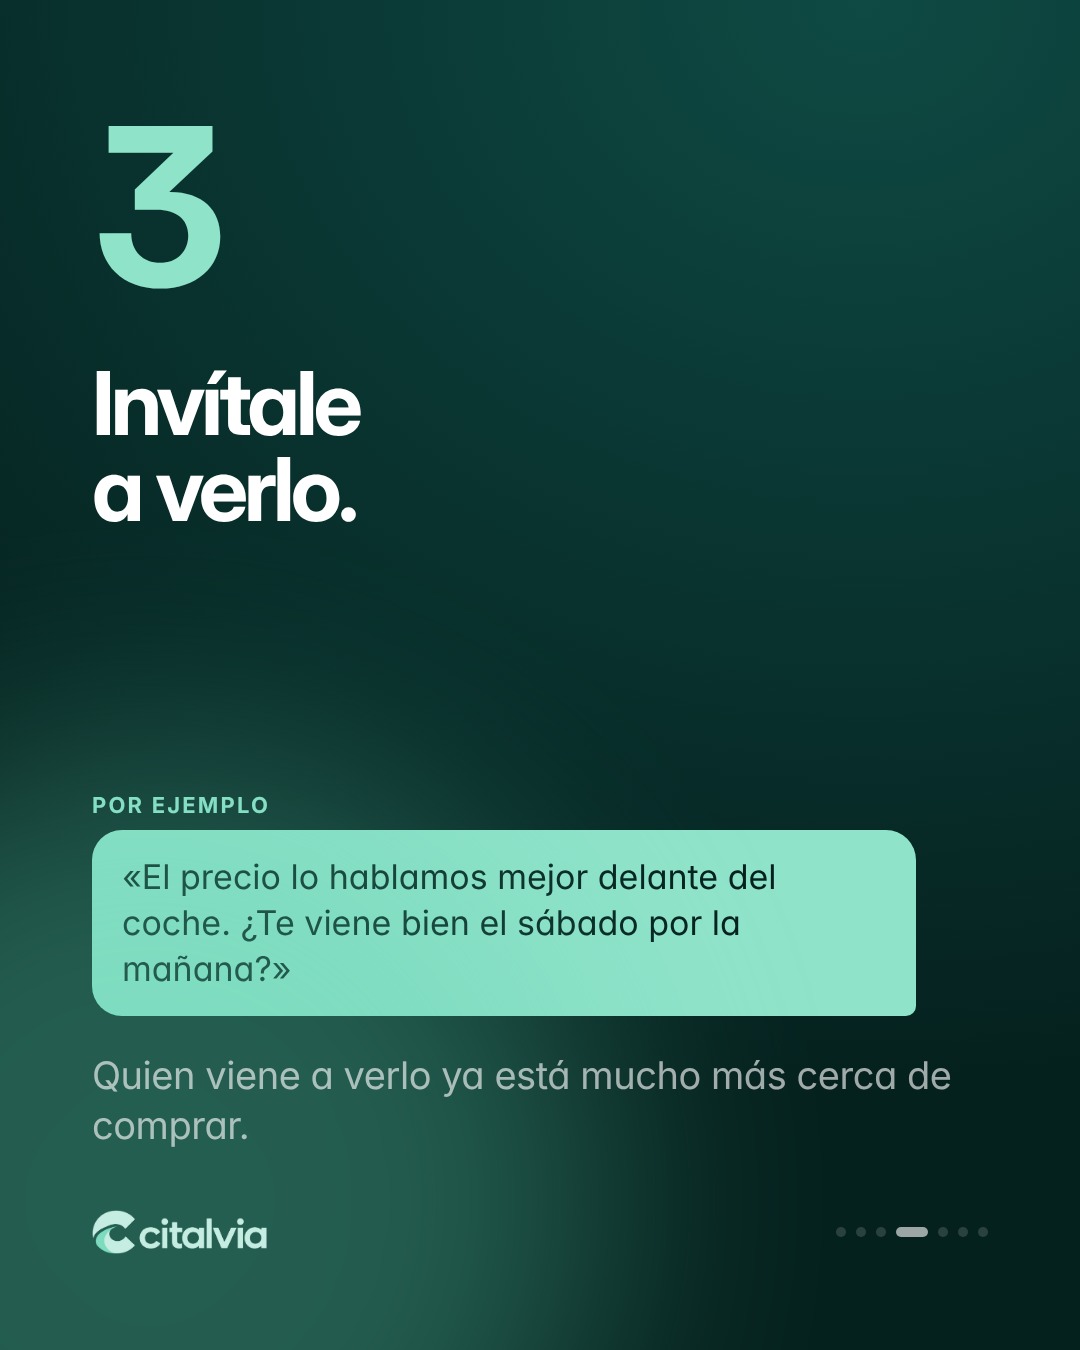 3
Invítale
a verlo.
POR EJEMPLO
«El precio lo hablamos mejor delante del
coche. ¿Te viene bien el sábado por la
mañana?»
Quien viene a verlo ya está mucho más cerca de
comprar.
citalvia